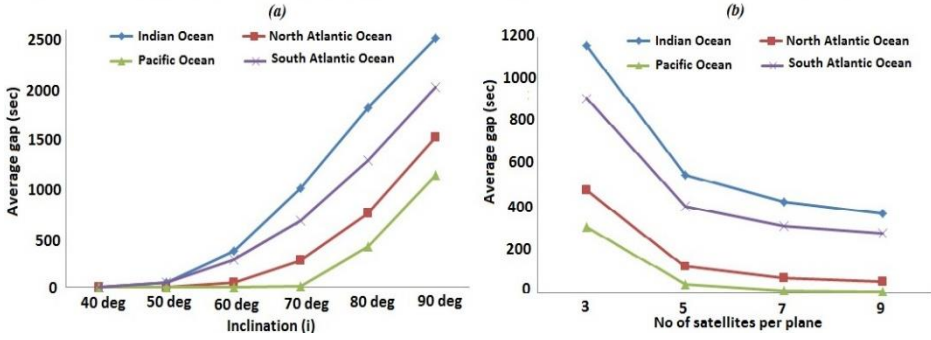 (a)
Average gap (sec)
2500
2000
1500
1000
500
0
Indian Ocean
North Atlantic Ocean
Pacific Ocean
South Atlantic Ocean
40 deg 50 deg 60 deg 70 deg 80 deg 90 deg
Inclination (i)
(b)
Average gap (sec)
1200
1000
800
600
400
200
0
Indian Ocean
North Atlantic Ocean
Pacific Ocean
South Atlantic Ocean
3 5 7 9
No of satellites per plane